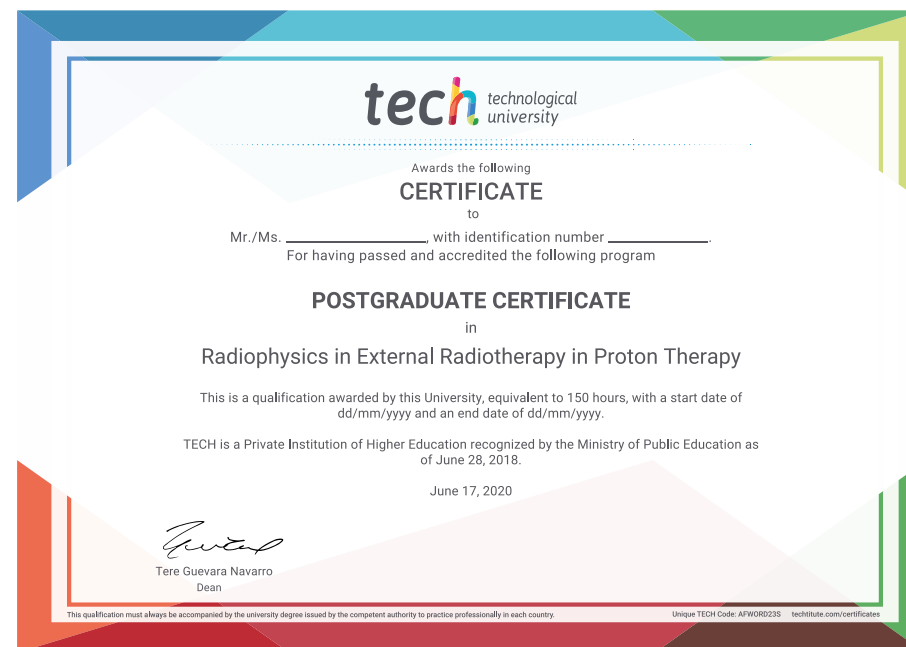 tech technological
university
Awards the following
CERTIFICATE
to
Mr./Ms. ____________, with identification number ____________.
For having passed and accredited the following program
POSTGRADUATE CERTIFICATE
in
Radiophysics in External Radiotherapy in Proton Therapy
This is a qualification awarded by this University, equivalent to 150 hours, with a start date of
dd/mm/yyyy and an end date of dd/mm/yyyy.
TECH is a Private Institution of Higher Education recognized by the Ministry of Public Education as
of June 28, 2018.
June 17, 2020
Tere Guevara Navarro
Dean
This qualification must always be accompanied by the university degree issued by the competent authority to practice professionally in each country. Unique TECH Code: AFWORD23S techtitute.com/certificates